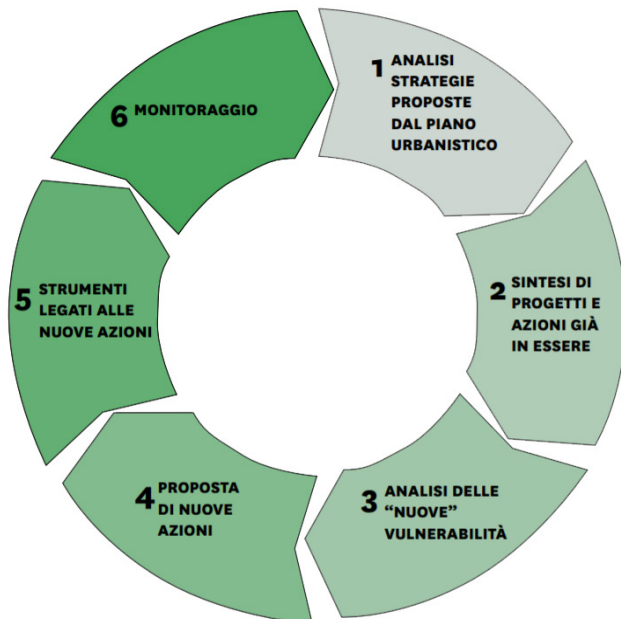 1 ANALISI
STRATEGIE
PROPOSTE
DAL PIANO
URBANISTICO
2 SINTESI DI
PROGETTI E
AZIONI GIÀ
IN ESSERE
3 ANALISI DELLE
“NUOVE”
VULNERABILITÀ
4 PROPOSTA
DI NUOVE
AZIONI
5 STRUMENTI
LEGATI ALLE
NUOVE AZIONI
6 MONITORAGGIO